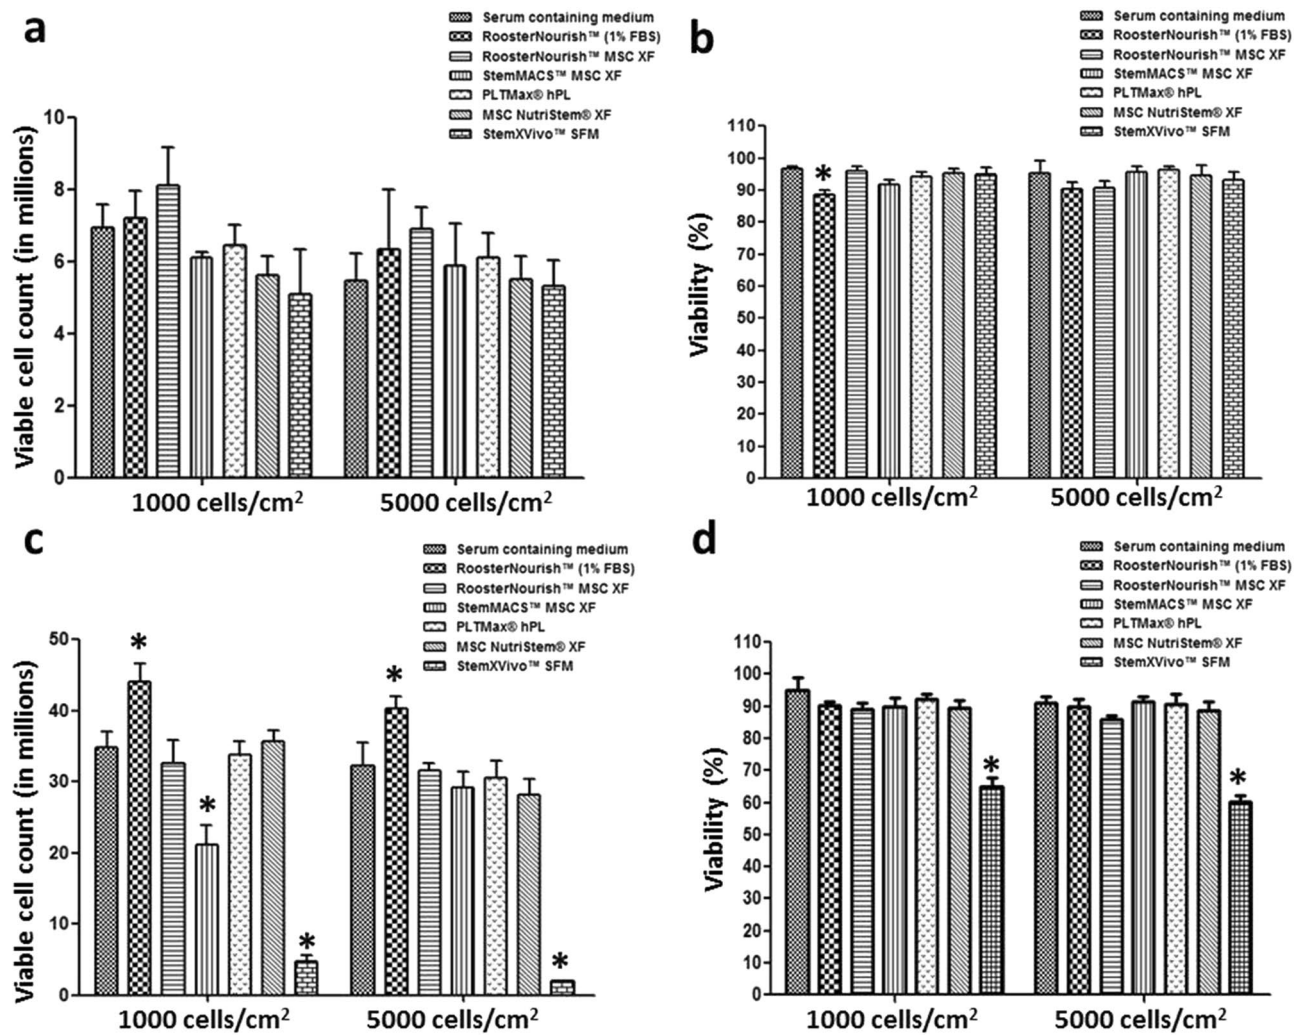 a
Serum containing medium
RoosterNourish™ (1% FBS)
RoosterNourish™ MSC XF
StemMACS™ MSC XF
PLTMax® hPL
MSC NutriStem® XF
StemXVivo™ SFM
Viable cell count (in millions)
10
8
6
4
2
0
1000 cells/cm²
5000 cells/cm²
b
Serum containing medium
RoosterNourish™ (1% FBS)
RoosterNourish™ MSC XF
StemMACS™ MSC XF
PLTMax® hPL
MSC NutriStem® XF
StemXVivo™ SFM
Viability (%)
110
100
90
80
70
60
50
40
30
20
10
0
*
1000 cells/cm²
5000 cells/cm²
c
Serum containing medium
RoosterNourish™ (1% FBS)
RoosterNourish™ MSC XF
StemMACS™ MSC XF
PLTMax® hPL
MSC NutriStem® XF
StemXVivo™ SFM
Viable cell count (in millions)
50
40
30
20
10
0
*
*
*
*
*
1000 cells/cm²
5000 cells/cm²
d
Serum containing medium
RoosterNourish™ (1% FBS)
RoosterNourish™ MSC XF
StemMACS™ MSC XF
PLTMax® hPL
MSC NutriStem® XF
StemXVivo™ SFM
Viability (%)
110
100
90
80
70
60
50
40
30
20
10
0
*
*
1000 cells/cm²
5000 cells/cm²